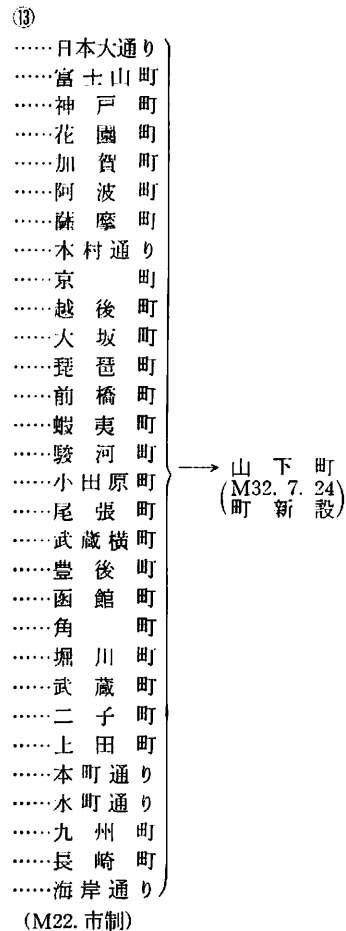 ⑬
……日本大通り
……富士山町
……神戸町
……花園町
……加賀町
……阿波町
……薩摩町
……本村通り
……京町
……越後町
……大坂町
……琵琶町
……前橋町
……蝦夷町
……駿河町
……小田原町
……尾張町
……武蔵横町
……豊後町
……函館町
……角町
……堀川町
……武蔵町
……二子町
……上田町
……本町通り
……水町通り
……九州町
……長崎町
……海岸通り
(M22. 市制)
→ 山下町
(M32. 7. 24
町新設)